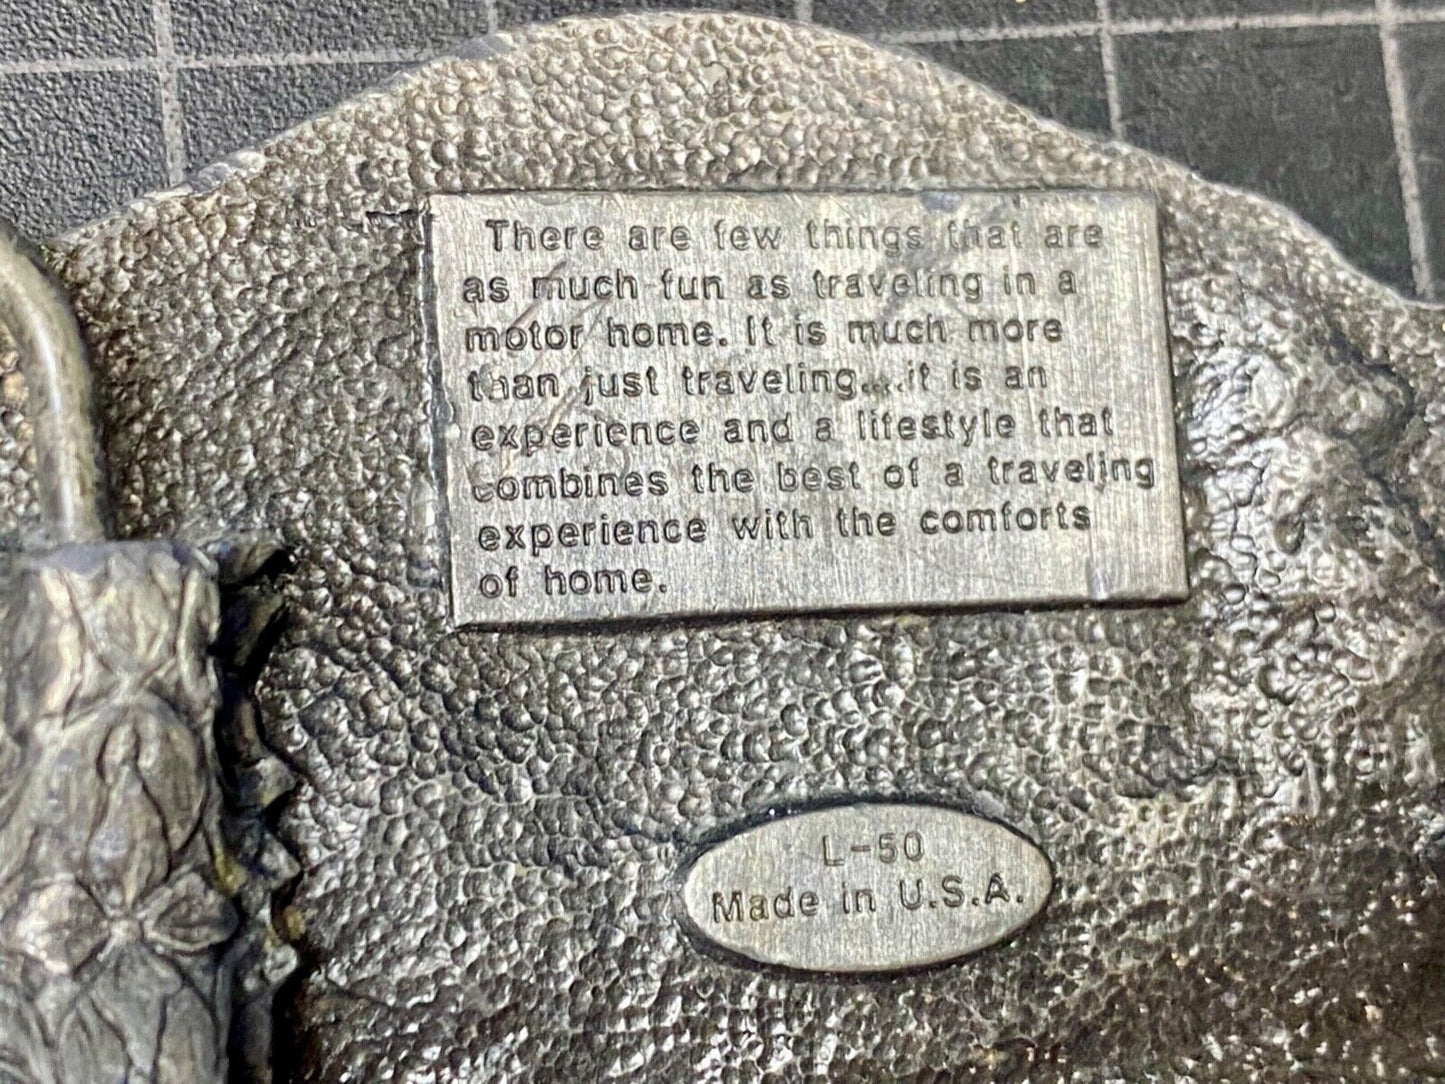 There are few things that are
as much fun as traveling in a
motor home. It is much more
than just traveling....it is an
experience and a lifestyle that
combines the best of a traveling
experience with the comforts
of home.
L-50
Made in U.S.A.